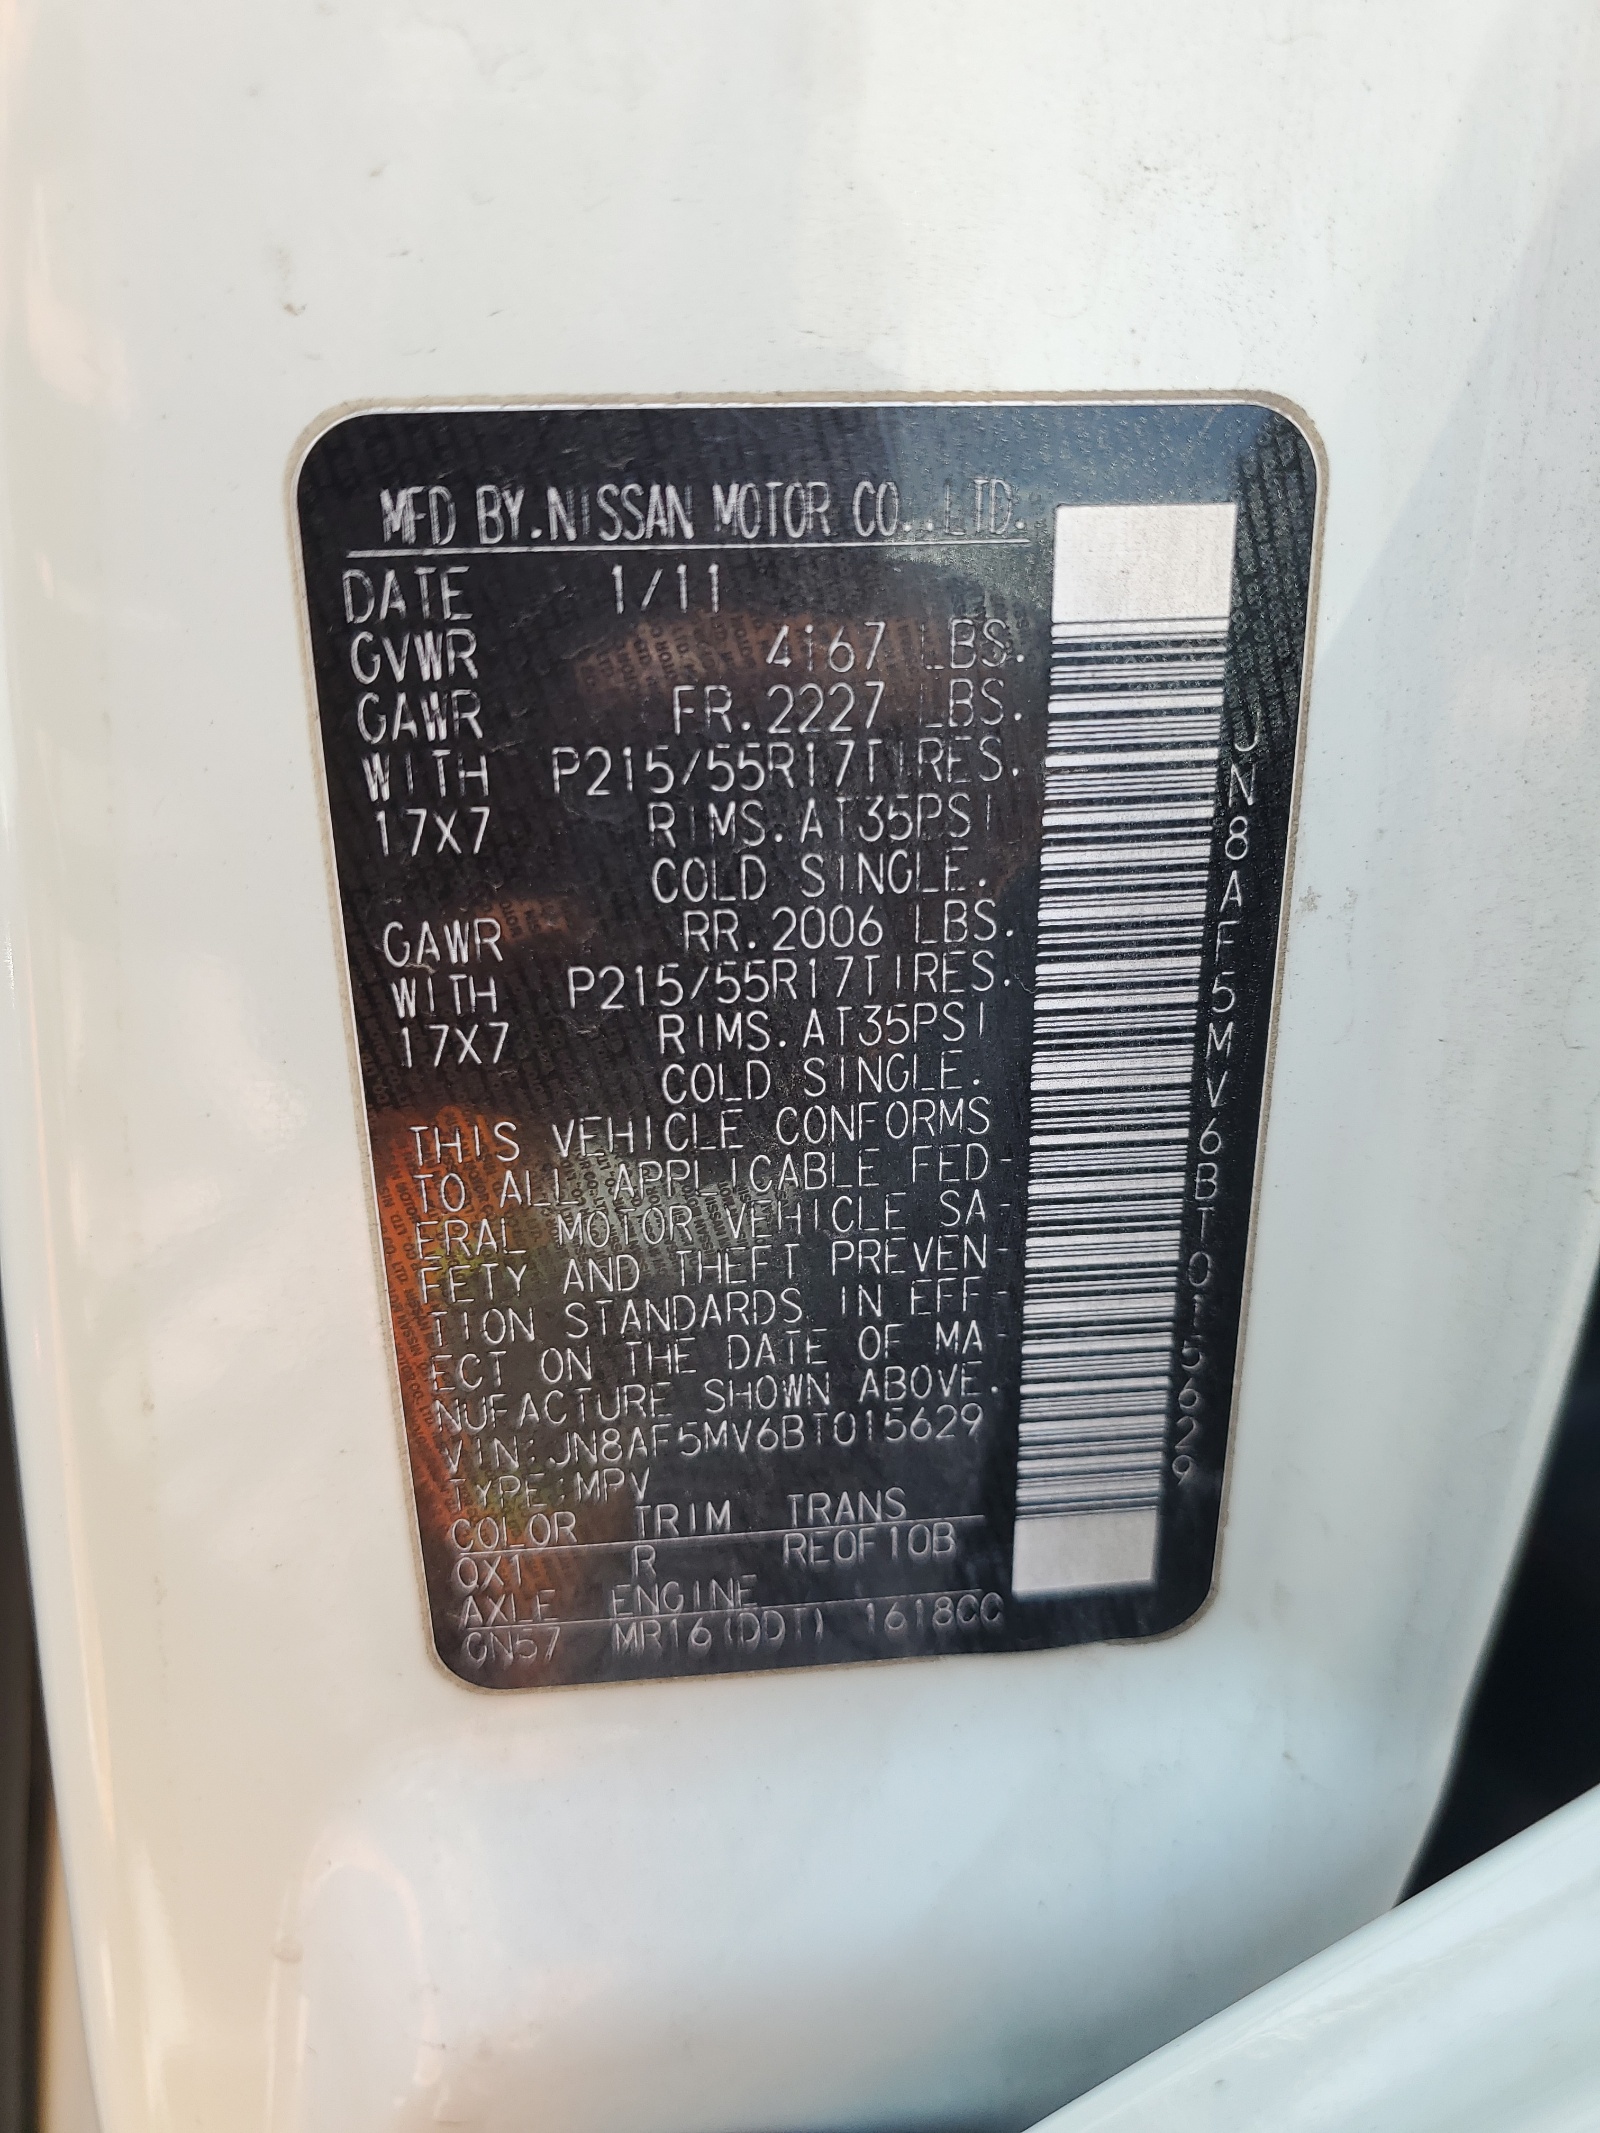 MFD BY.NISSAN MOTOR CO.,LTD.
DATE 1/11
GVWR 4167 LBS.
GAWR FR.2227 LBS.
WITH P215/55R17TIRES.
17X7 RIMS.AT35PSI
COLD SINGLE.
GAWR RR.2006 LBS.
WITH P215/55R17TIRES.
17X7 RIMS.AT35PSI
COLD SINGLE.
THIS VEHICLE CONFORMS
TO ALL APPLICABLE FED-
ERAL MOTOR VEHICLE SA-
FETY AND THEFT PREVEN-
TION STANDARDS IN EFF-
ECT ON THE DATE OF MA-
NUFACTURE SHOWN ABOVE.
VIN:JN8AF5MV6BT015629
TYPE:MPV
COLOR TRIM TRANS
QX1 R RE0F10B
AXLE ENGINE
GN57 MR16(DDT) 1618CC
JN8AF5MV6BT015629